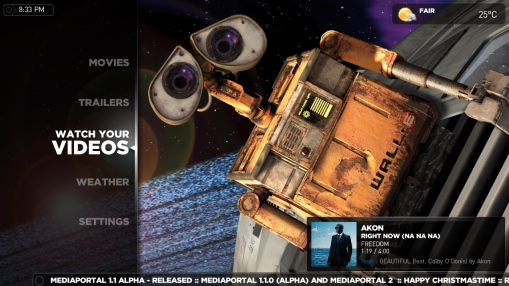 8:33 PM
FAIR
25°C
MOVIES
TRAILERS
WATCH YOUR
VIDEOS
WEATHER
SETTINGS
WALL
AKON
RIGHT NOW (NA NA NA)
FREEDOM
1:19 / 4:00
BEAUTIFUL (feat. Colby O'Donis) by Akon
MEDIAPORTAL 1.1 ALPHA - RELEASED :: MEDIAPORTAL 1.1.0 (ALPHA) AND MEDIAPORTAL 2 :: HAPPY CHRISTMASTIME :: R